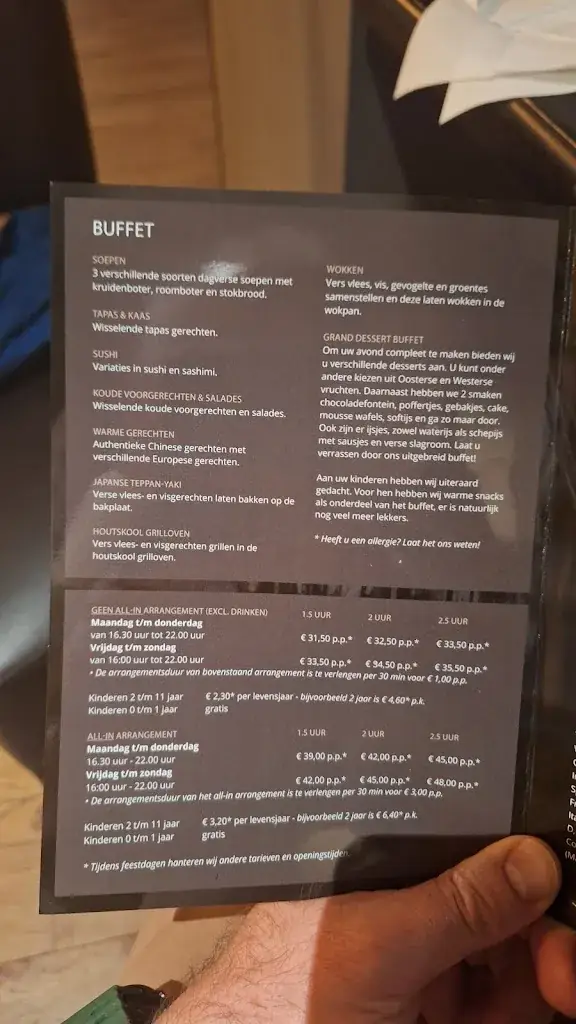 BUFFET
SOEPEN
3 verschillende soorten dagverse soepen met
kruidenboter, roomboter en stokbrood.
TAPAS & KAAS
Wisselende tapas gerechten.
SUSHI
Variaties in sushi en sashimi.
KOUDE VOORGERECHTEN & SALADES
Wisselende koude voorgerechten en salades.
WARME GERECHTEN
Authentieke Chinese gerechten met
verschillende Europese gerechten.
JAPANSE TEPPAN-YAKI
Verse vlees- en visgerechten laten bakken op de
bakplaat.
HOUTSKOOL GRILLOVEN
Vers vlees- en visgerechten grillen in de
houtskool grilloven.
WOKKEN
Vers vlees, vis, gevogelte en groentes
samenstellen en deze laten wokken in de
wokpan.
GRAND DESSERT BUFFET
Om uw avond compleet te maken bieden wij
u verschillende desserts aan. U kunt onder
andere kiezen uit Oosterse en Westerse
vruchten. Daarnaast hebben we 2 smaken
chocoladefontein, poffertjes, gebakjes, cake,
mousse wafels, softijs en ga zo maar door.
Ook zijn er ijsjes, zowel waterijs als schepijs
met sausjes en verse slagroom. Laat u
verrassen door ons uitgebreid buffet!
Aan uw kinderen hebben wij uiteraard
gedacht. Voor hen hebben wij warme snacks
als onderdeel van het buffet, er is natuurlijk
nog veel meer lekkers.
* Heeft u een allergie? Laat het ons weten!
GEEN ALL-IN ARRANGEMENT (EXCL. DRINKEN) 1.5 UUR 2 UUR 2.5 UUR
Maandag t/m donderdag
van 16.30 uur tot 22.00 uur € 31,50 p.p.* € 32,50 p.p.* € 33,50 p.p.*
Vrijdag t/m zondag
van 16:00 uur tot 22.00 uur € 33,50 p.p.* € 34,50 p.p.* € 35,50 p.p.*
• De arrangementsduur van bovenstaand arrangement is te verlengen per 30 min voor € 1,00 p.p.
Kinderen 2 t/m 11 jaar € 2,30* per levensjaar - bijvoorbeeld 2 jaar is € 4,60* p.k.
Kinderen 0 t/m 1 jaar gratis
ALL-IN ARRANGEMENT 1.5 UUR 2 UUR 2.5 UUR
Maandag t/m donderdag
16.30 uur - 22.00 uur € 39,00 p.p.* € 42,00 p.p.* € 45,00 p.p.*
Vrijdag t/m zondag
16:00 uur - 22.00 uur € 42,00 p.p.* € 45,00 p.p.* € 48,00 p.p.*
• De arrangementsduur van het all-in arrangement is te verlengen per 30 min voor € 3,00 p.p.
Kinderen 2 t/m 11 jaar € 3,20* per levensjaar - bijvoorbeeld 2 jaar is € 6,40* p.k.
Kinderen 0 t/m 1 jaar gratis
* Tijdens feestdagen hanteren wij andere tarieven en openingstijden.